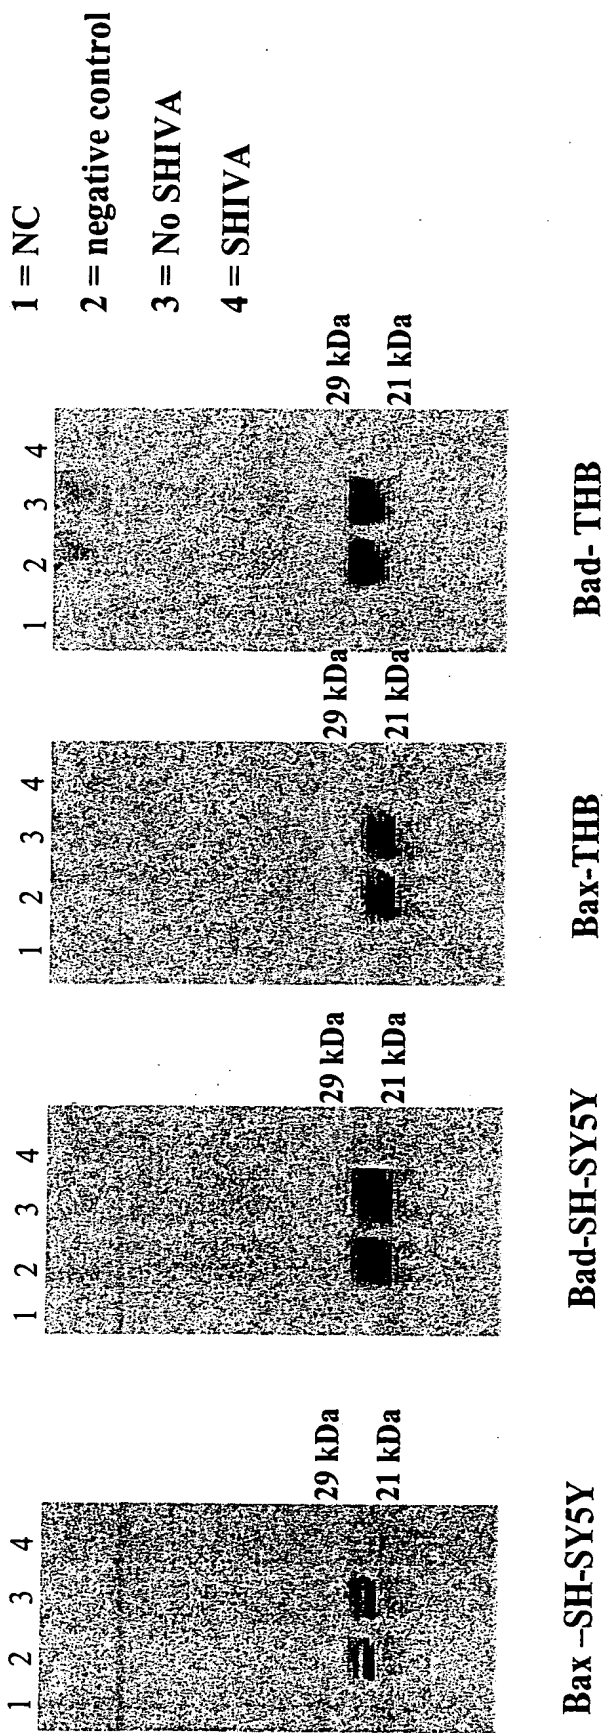 1 2 3 4
29 kDa
21 kDa
Bax –SH-SY5Y
1 2 3 4
29 kDa
21 kDa
Bad-SH-SY5Y
1 2 3 4
29 kDa
21 kDa
Bax-THB
1 2 3 4
29 kDa
21 kDa
Bad- THB
1 = NC
2 = negative control
3 = No SHIVA
4 = SHIVA